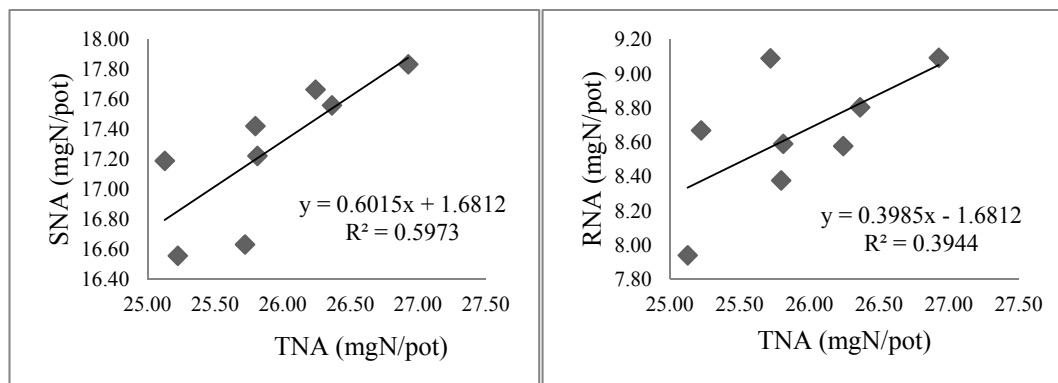 SNA (mgN/pot)
18.00
17.80
17.60
17.40
17.20
17.00
16.80
16.60
16.40
y = 0.6015x + 1.6812
R² = 0.5973
25.00 25.50 26.00 26.50 27.00 27.50
TNA (mgN/pot)
RNA (mgN/pot)
9.20
9.00
8.80
8.60
8.40
8.20
8.00
7.80
y = 0.3985x - 1.6812
R² = 0.3944
25.00 25.50 26.00 26.50 27.00 27.50
TNA (mgN/pot)